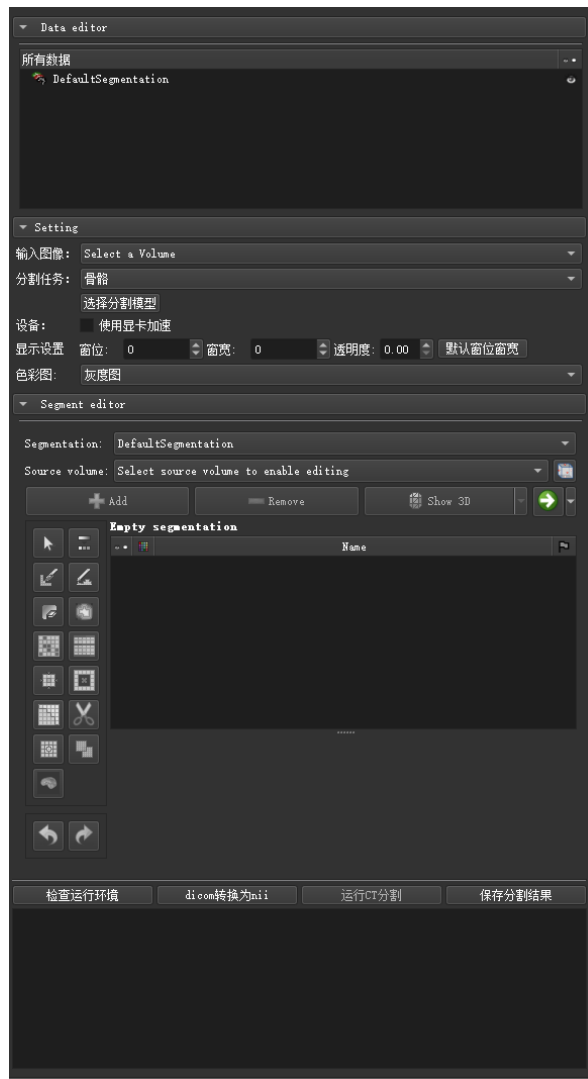 Data editor
所有数据
DefaultSegmentation
Setting
输入图像: Select a Volume
分割任务: 骨骼
选择分割模型
设备: 使用显卡加速
显示设置 窗位: 0 窗宽: 0 透明度: 0.00 默认窗位窗宽
色彩图: 灰度图
Segment editor
Segmentation: DefaultSegmentation
Source volume: Select source volume to enable editing
Add Remove Show 3D
Empty segmentation
Name
检查运行环境 dicom转换为nii 运行CT分割 保存分割结果